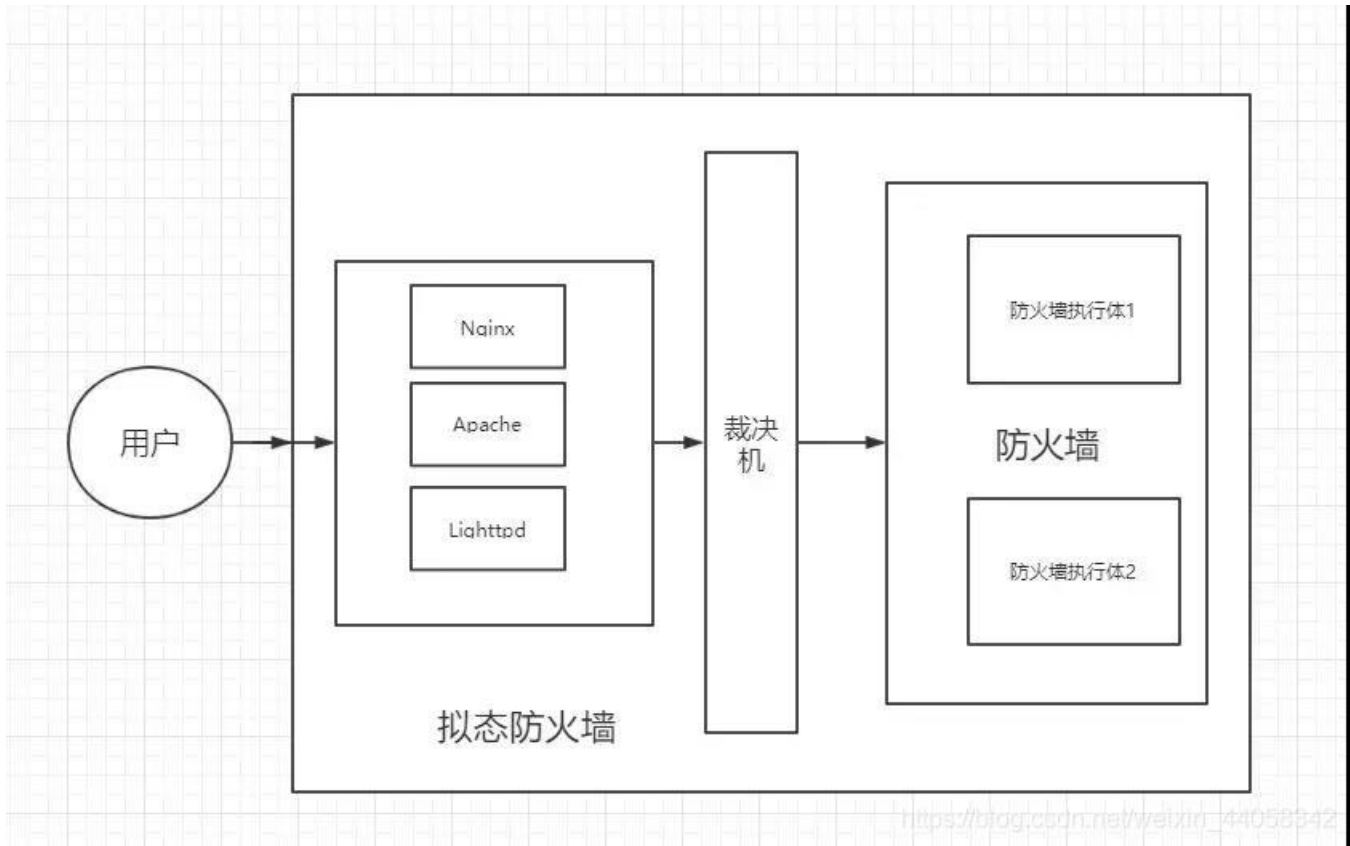 用户
Nginx
Apache
Lighttpd
拟态防火墙
裁决
机
防火墙执行体1
防火墙
防火墙执行体2
https://blog.csdn.net/weixin_44058342